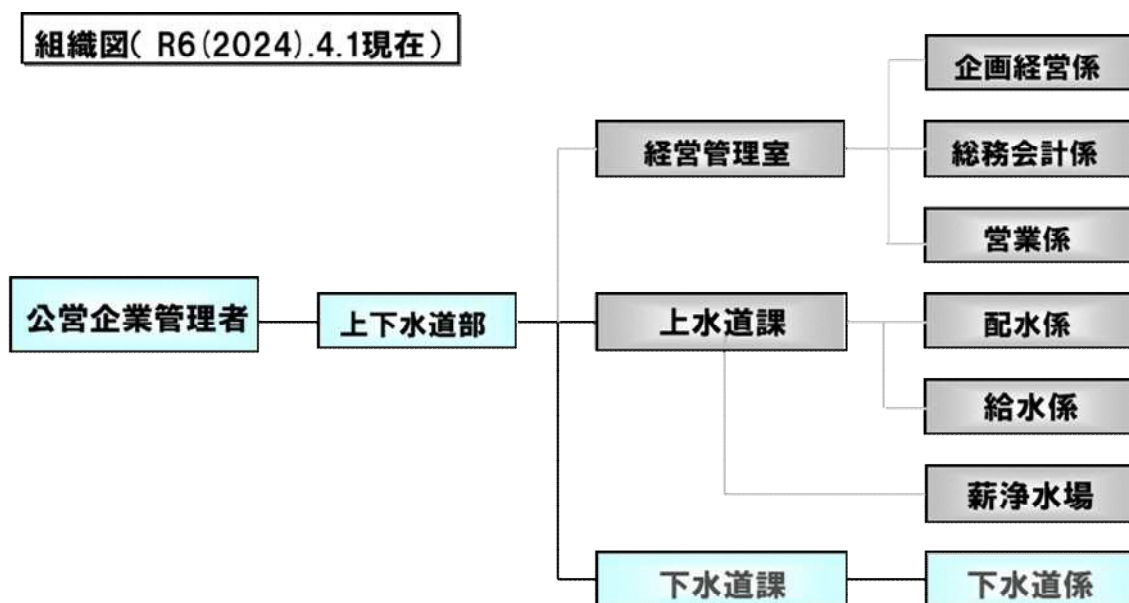 組織図( R6(2024).4.1現在)
企画経営係
経営管理室
総務会計係
営業係
公営企業管理者
上下水道部
上水道課
配水係
給水係
薪浄水場
下水道課
下水道係